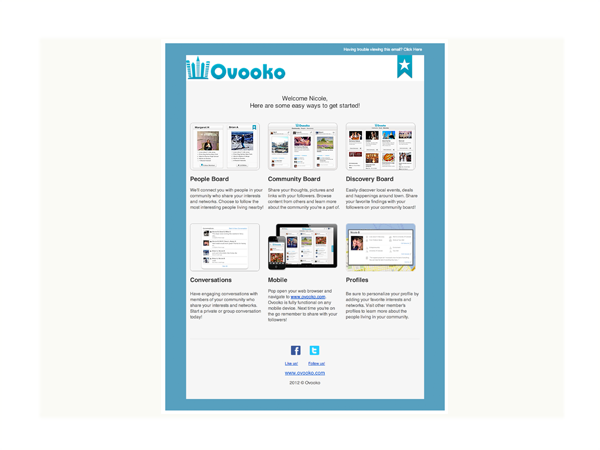 Having trouble viewing this email? Click Here
Ovooko
Welcome Nicole,
Here are some easy ways to get started!
People Board
We'll connect you with people in your
community who share your interests
and networks. Choose to follow the
most interesting people living nearby!
Community Board
Share your thoughts, pictures and
links with your followers. Browse
content from others and learn more
about the community you're a part of.
Discovery Board
Easily discover local events, deals
and happenings around town. Share
your favorite findings with your
followers on your community board!
Conversations
Have engaging conversations with
members of your community who
share your interests and networks.
Start a private or group conversation
today!
Mobile
Pop open your web browser and
navigate to www.ovooko.com.
Ovooko is fully functional on any
mobile device. Next time you're on
the go remember to share with your
followers!
Profiles
Be sure to personalize your profile by
adding your favorite interests and
networks. Visit other member's
profiles to learn more about the
people living in your community.
Like us!
Follow us!
www.ovooko.com
2012 © Ovooko